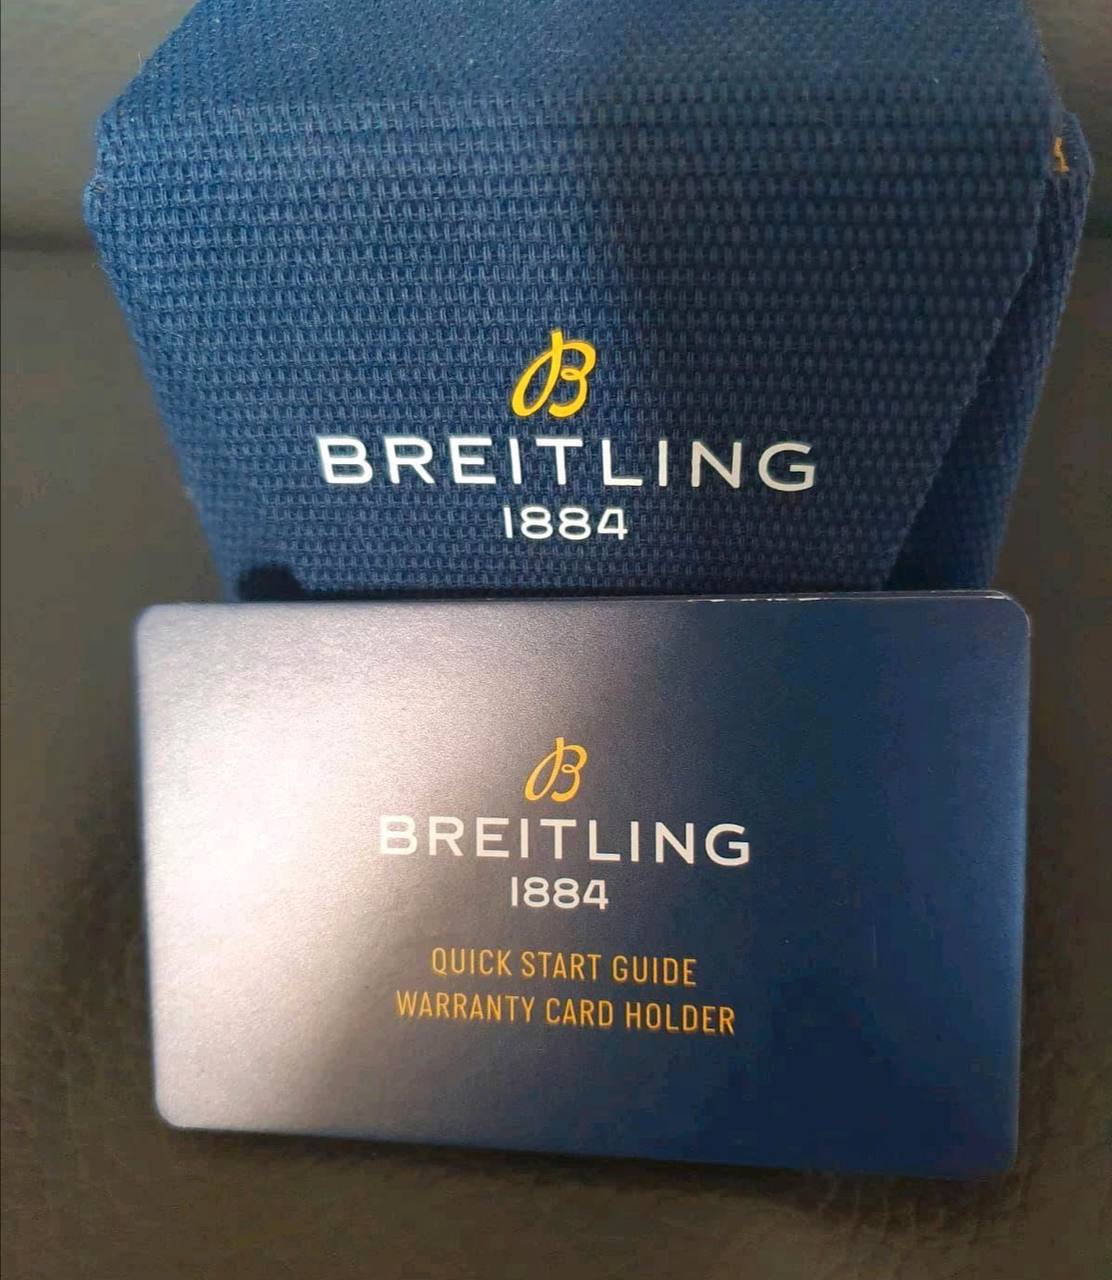 B
BREITLING
1884
B
BREITLING
1884
QUICK START GUIDE
WARRANTY CARD HOLDER